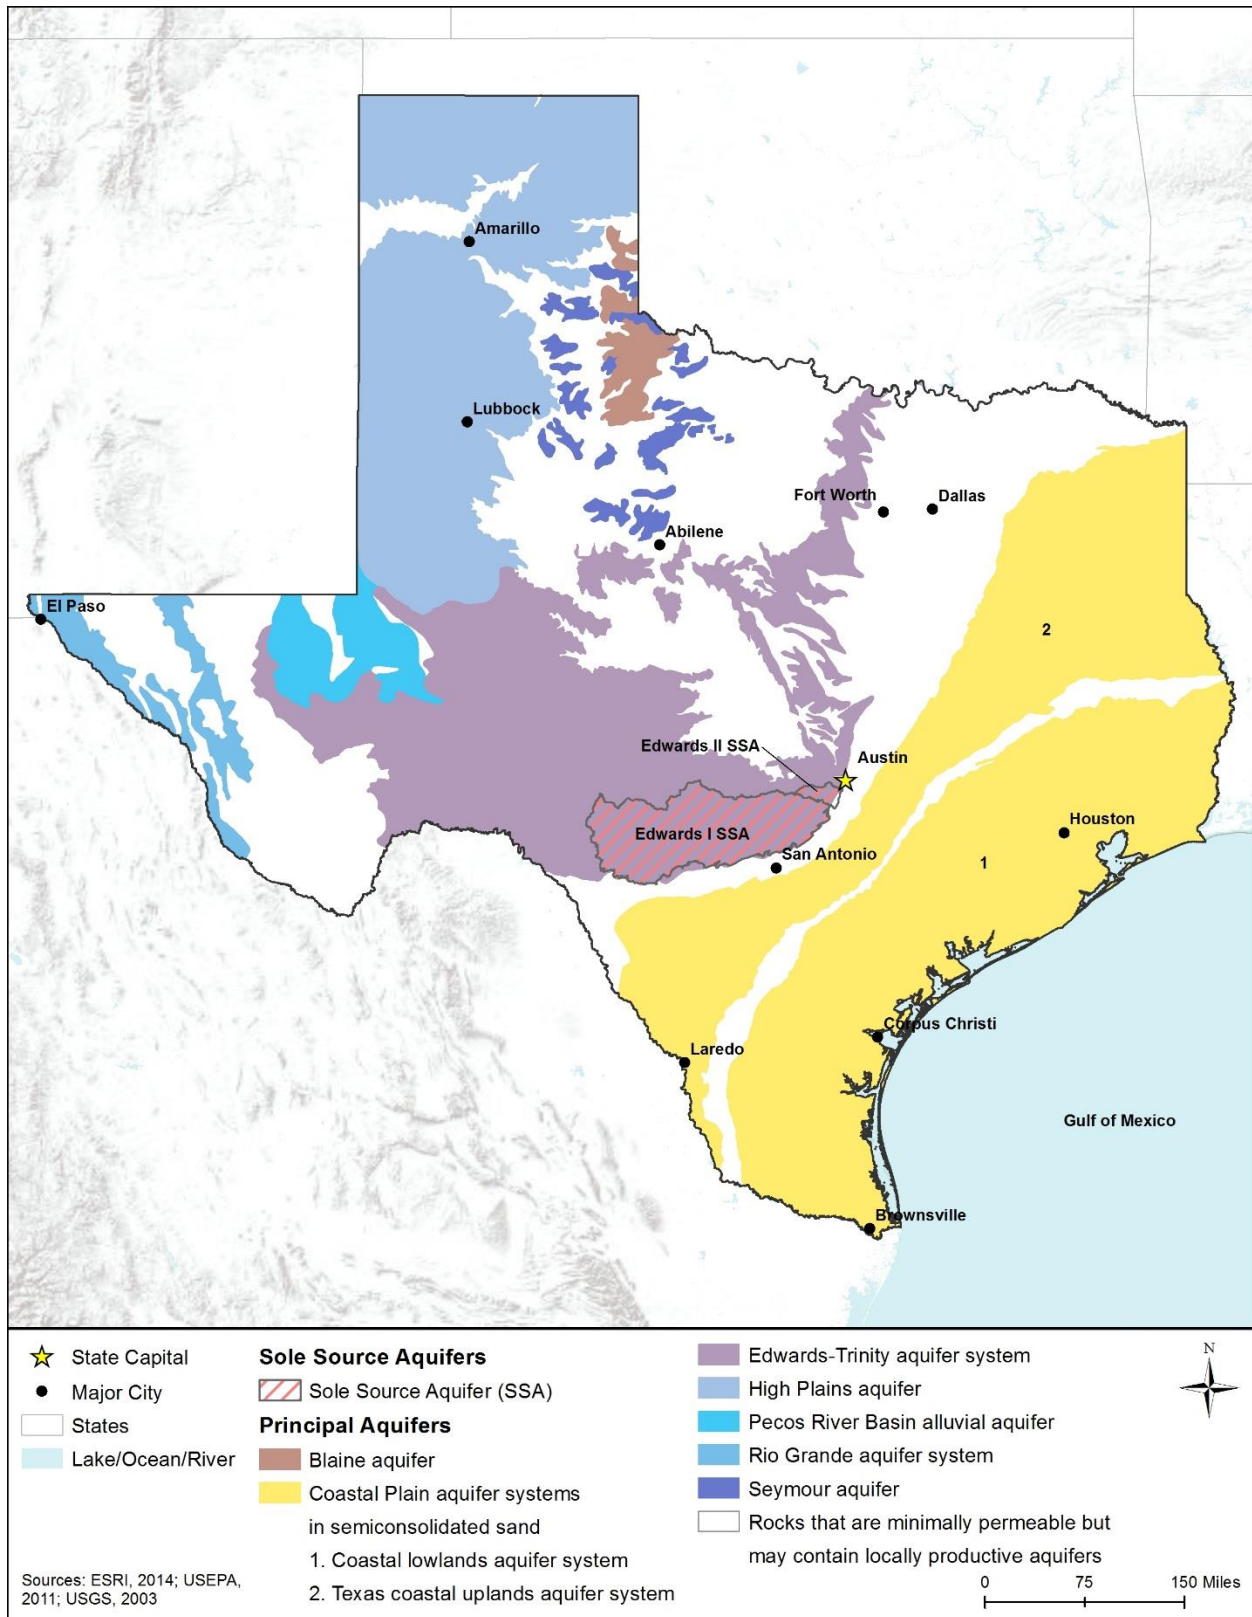 Amarillo
Lubbock
Fort Worth
Dallas
Abilene
El Paso
2
Edwards II SSA
Austin
Edwards I SSA
Houston
San Antonio
1
Corpus Christi
Laredo
Gulf of Mexico
Brownsville
State Capital
Major City
States
Lake/Ocean/River
Sources: ESRI, 2014; USEPA,
2011; USGS, 2003
Sole Source Aquifers
Sole Source Aquifer (SSA)
Principal Aquifers
Blaine aquifer
Coastal Plain aquifer systems
in semiconsolidated sand
1. Coastal lowlands aquifer system
2. Texas coastal uplands aquifer system
Edwards-Trinity aquifer system
High Plains aquifer
Pecos River Basin alluvial aquifer
Rio Grande aquifer system
Seymour aquifer
Rocks that are minimally permeable but
may contain locally productive aquifers
N
0 75 150 Miles